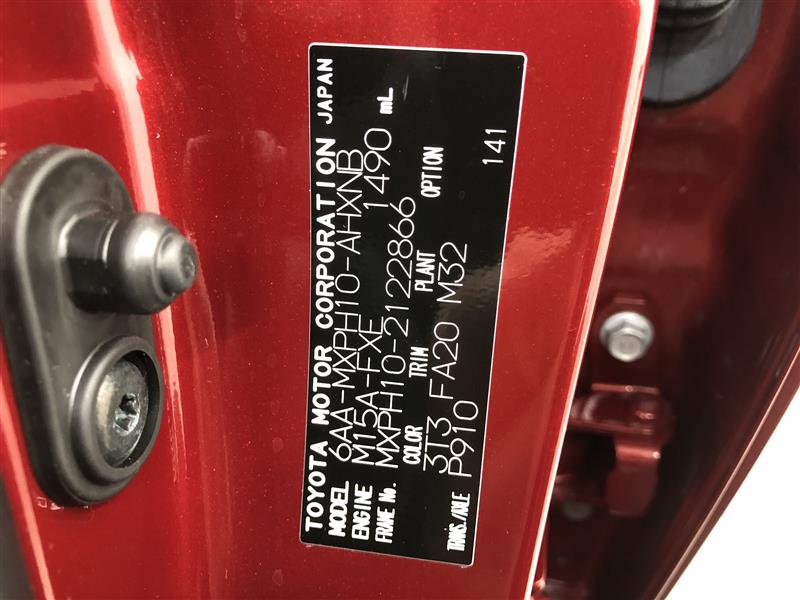 TOYOTA MOTOR CORPORATION JAPAN
MODEL 6AA-MXPH10-AHXNB
ENGINE M15A-FXE 1490 mL
FRAME No. MXPH10-2122866
COLOR TRIM PLANT OPTION
3T3 FA20 M32
TRANS./AXLE P910 141